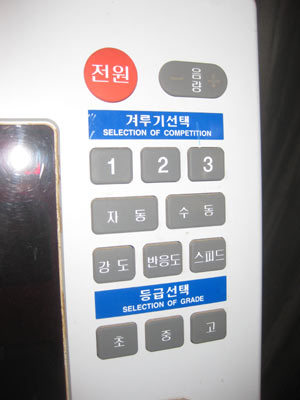 전원
- 음량 +
겨루기선택
SELECTION OF COMPETITION
1 2 3
자동 수동
강도 반응도 스피드
등급선택
SELECTION OF GRADE
초 중 고